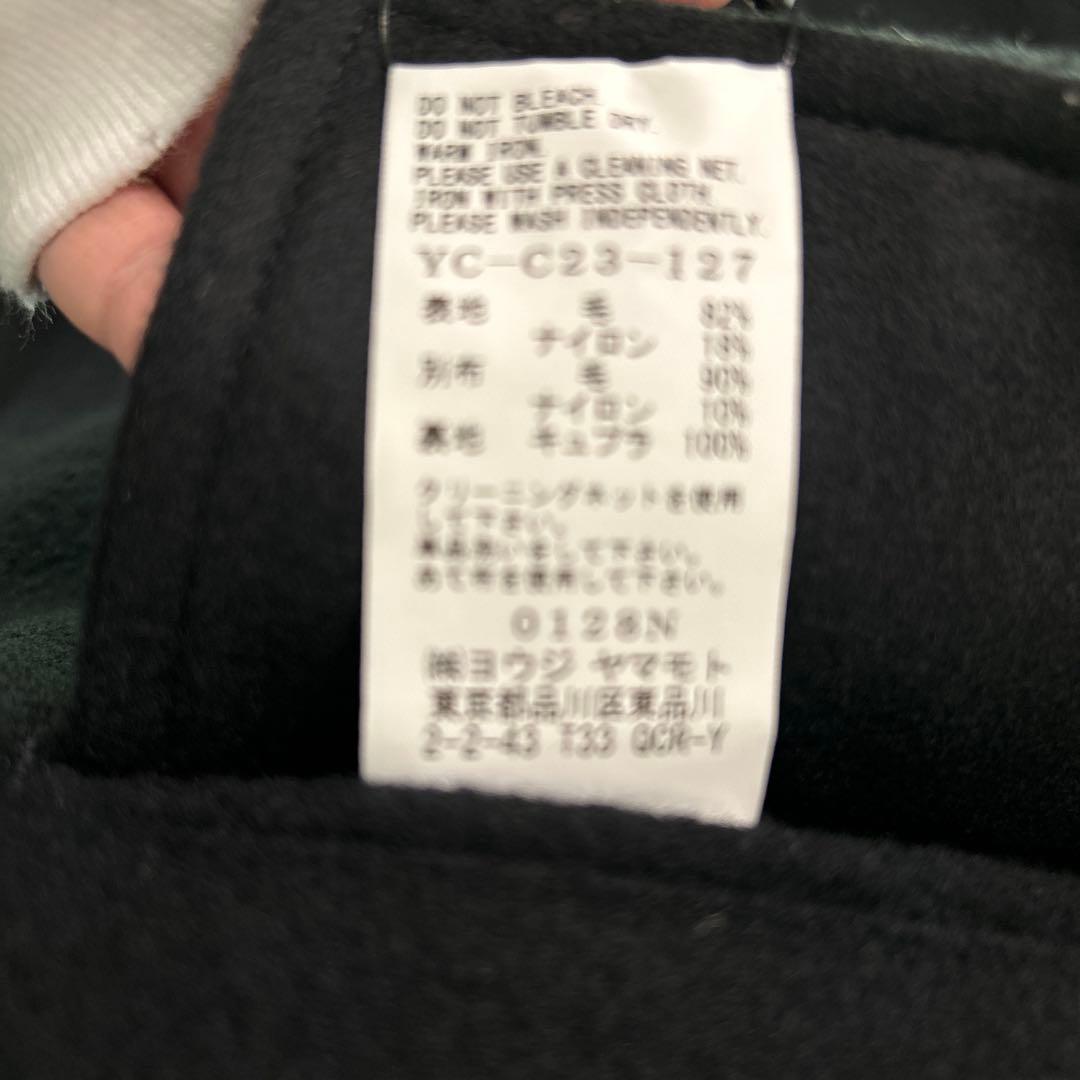 DO NOT BLEACH.
DO NOT TUMBLE DRY.
WARM IRON.
PLEASE USE A CLEANING NET.
IRON WITH PRESS CLOTH.
PLEASE WASH INDEPENDENTLY.
YC-C23-127
表地 毛 82%
ナイロン 18%
別布 毛 90%
ナイロン 10%
裏地 キュプラ 100%
クリーニングネットを使用
して下さい。
単品洗いをして下さい。
あて布を使用して下さい。
0128N
㈱ヨウジ ヤマモト
東京都品川区東品川
2-2-43 T33 QCR-Y